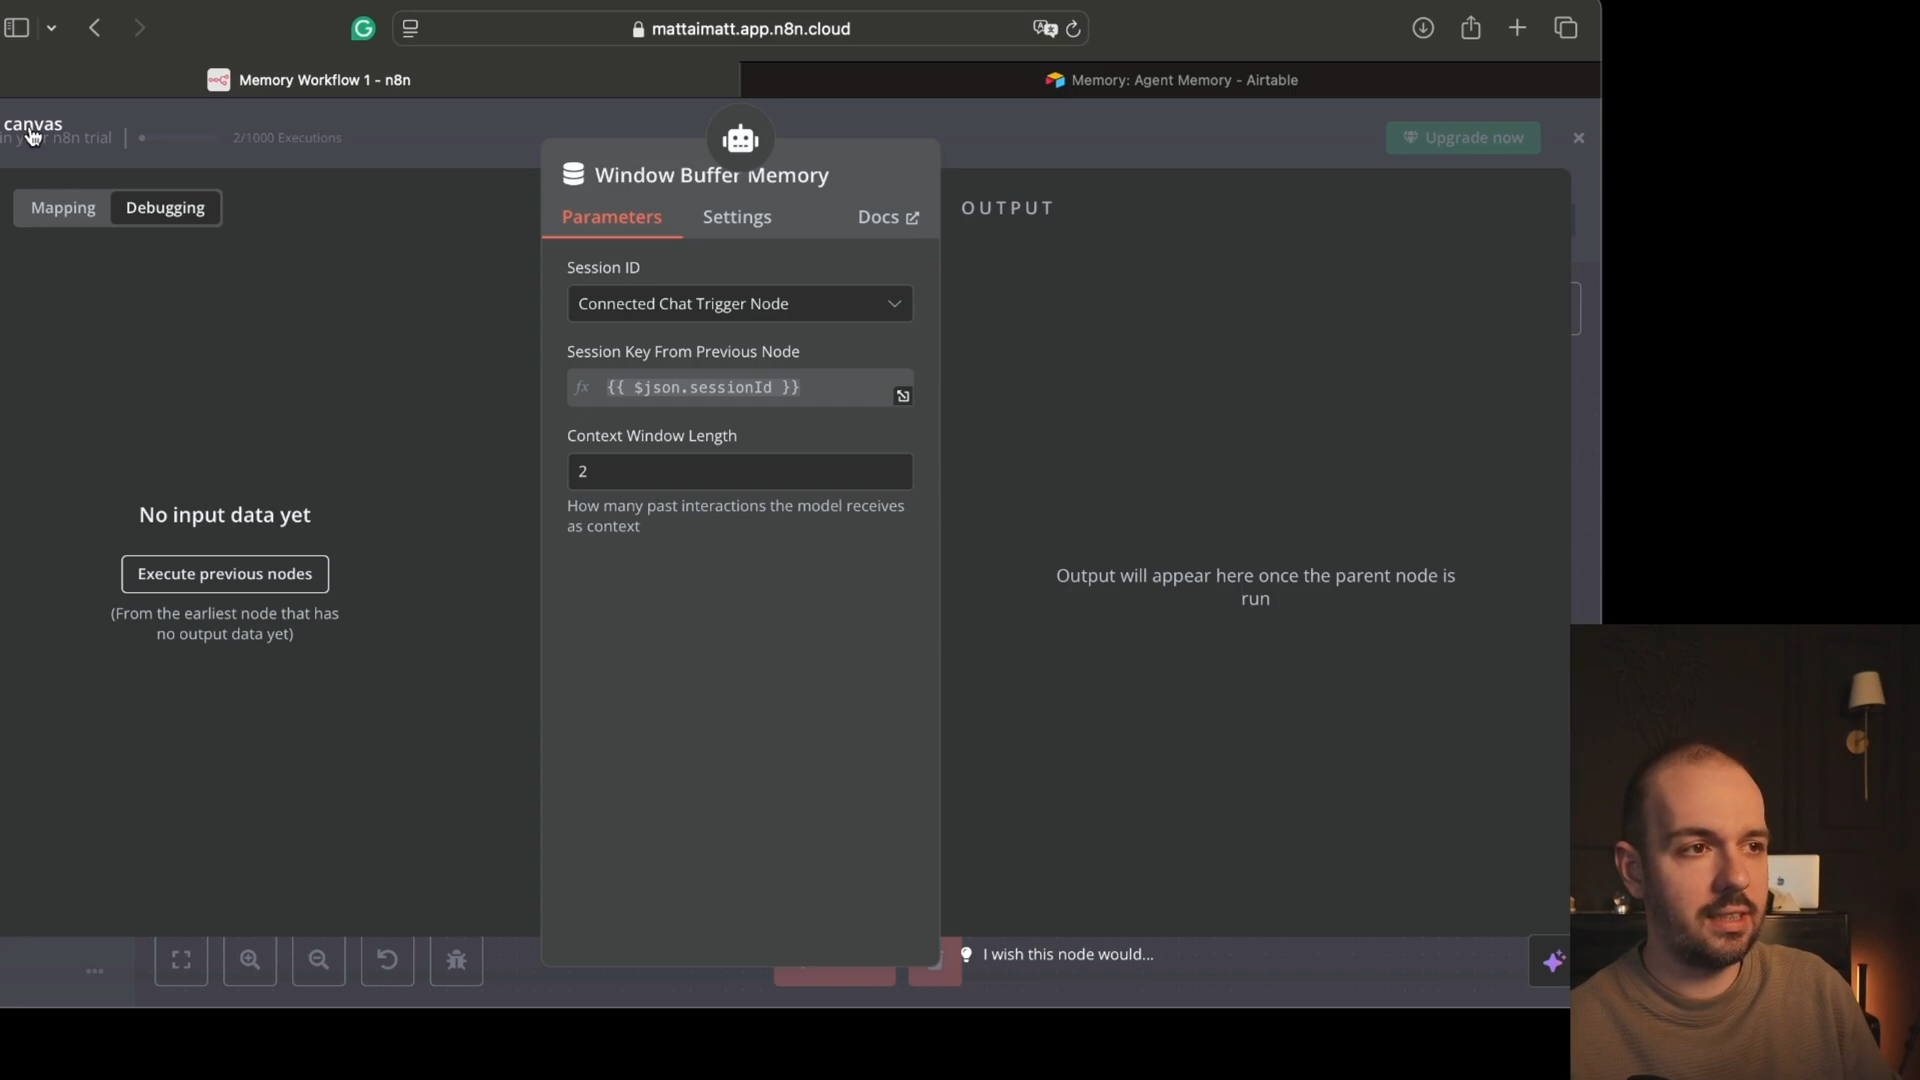 mattaimatt.app.n8n.cloud
Memory Workflow 1 - n8n
Memory: Agent Memory - Airtable
canvas
n8n trial
2/1000 Executions
Upgrade now
Mapping
Debugging
Window Buffer Memory
Parameters
Settings
Docs
OUTPUT
Session ID
Connected Chat Trigger Node
Session Key From Previous Node
fx {{ $json.sessionId }}
Context Window Length
2
How many past interactions the model receives
as context
No input data yet
Execute previous nodes
(From the earliest node that has
no output data yet)
Output will appear here once the parent node is
run
I wish this node would...